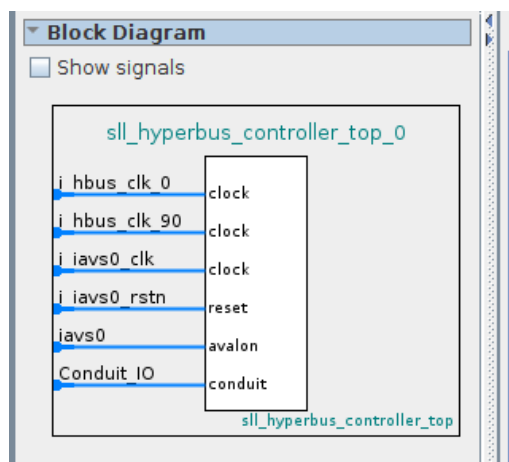 Block Diagram
Show signals
sll_hyperbus_controller_top_0
i_hbus_clk_0
clock
i_hbus_clk_90
clock
i_iavs0_clk
clock
i_iavs0_rstn
reset
iavs0
avalon
Conduit_IO
conduit
sll_hyperbus_controller_top